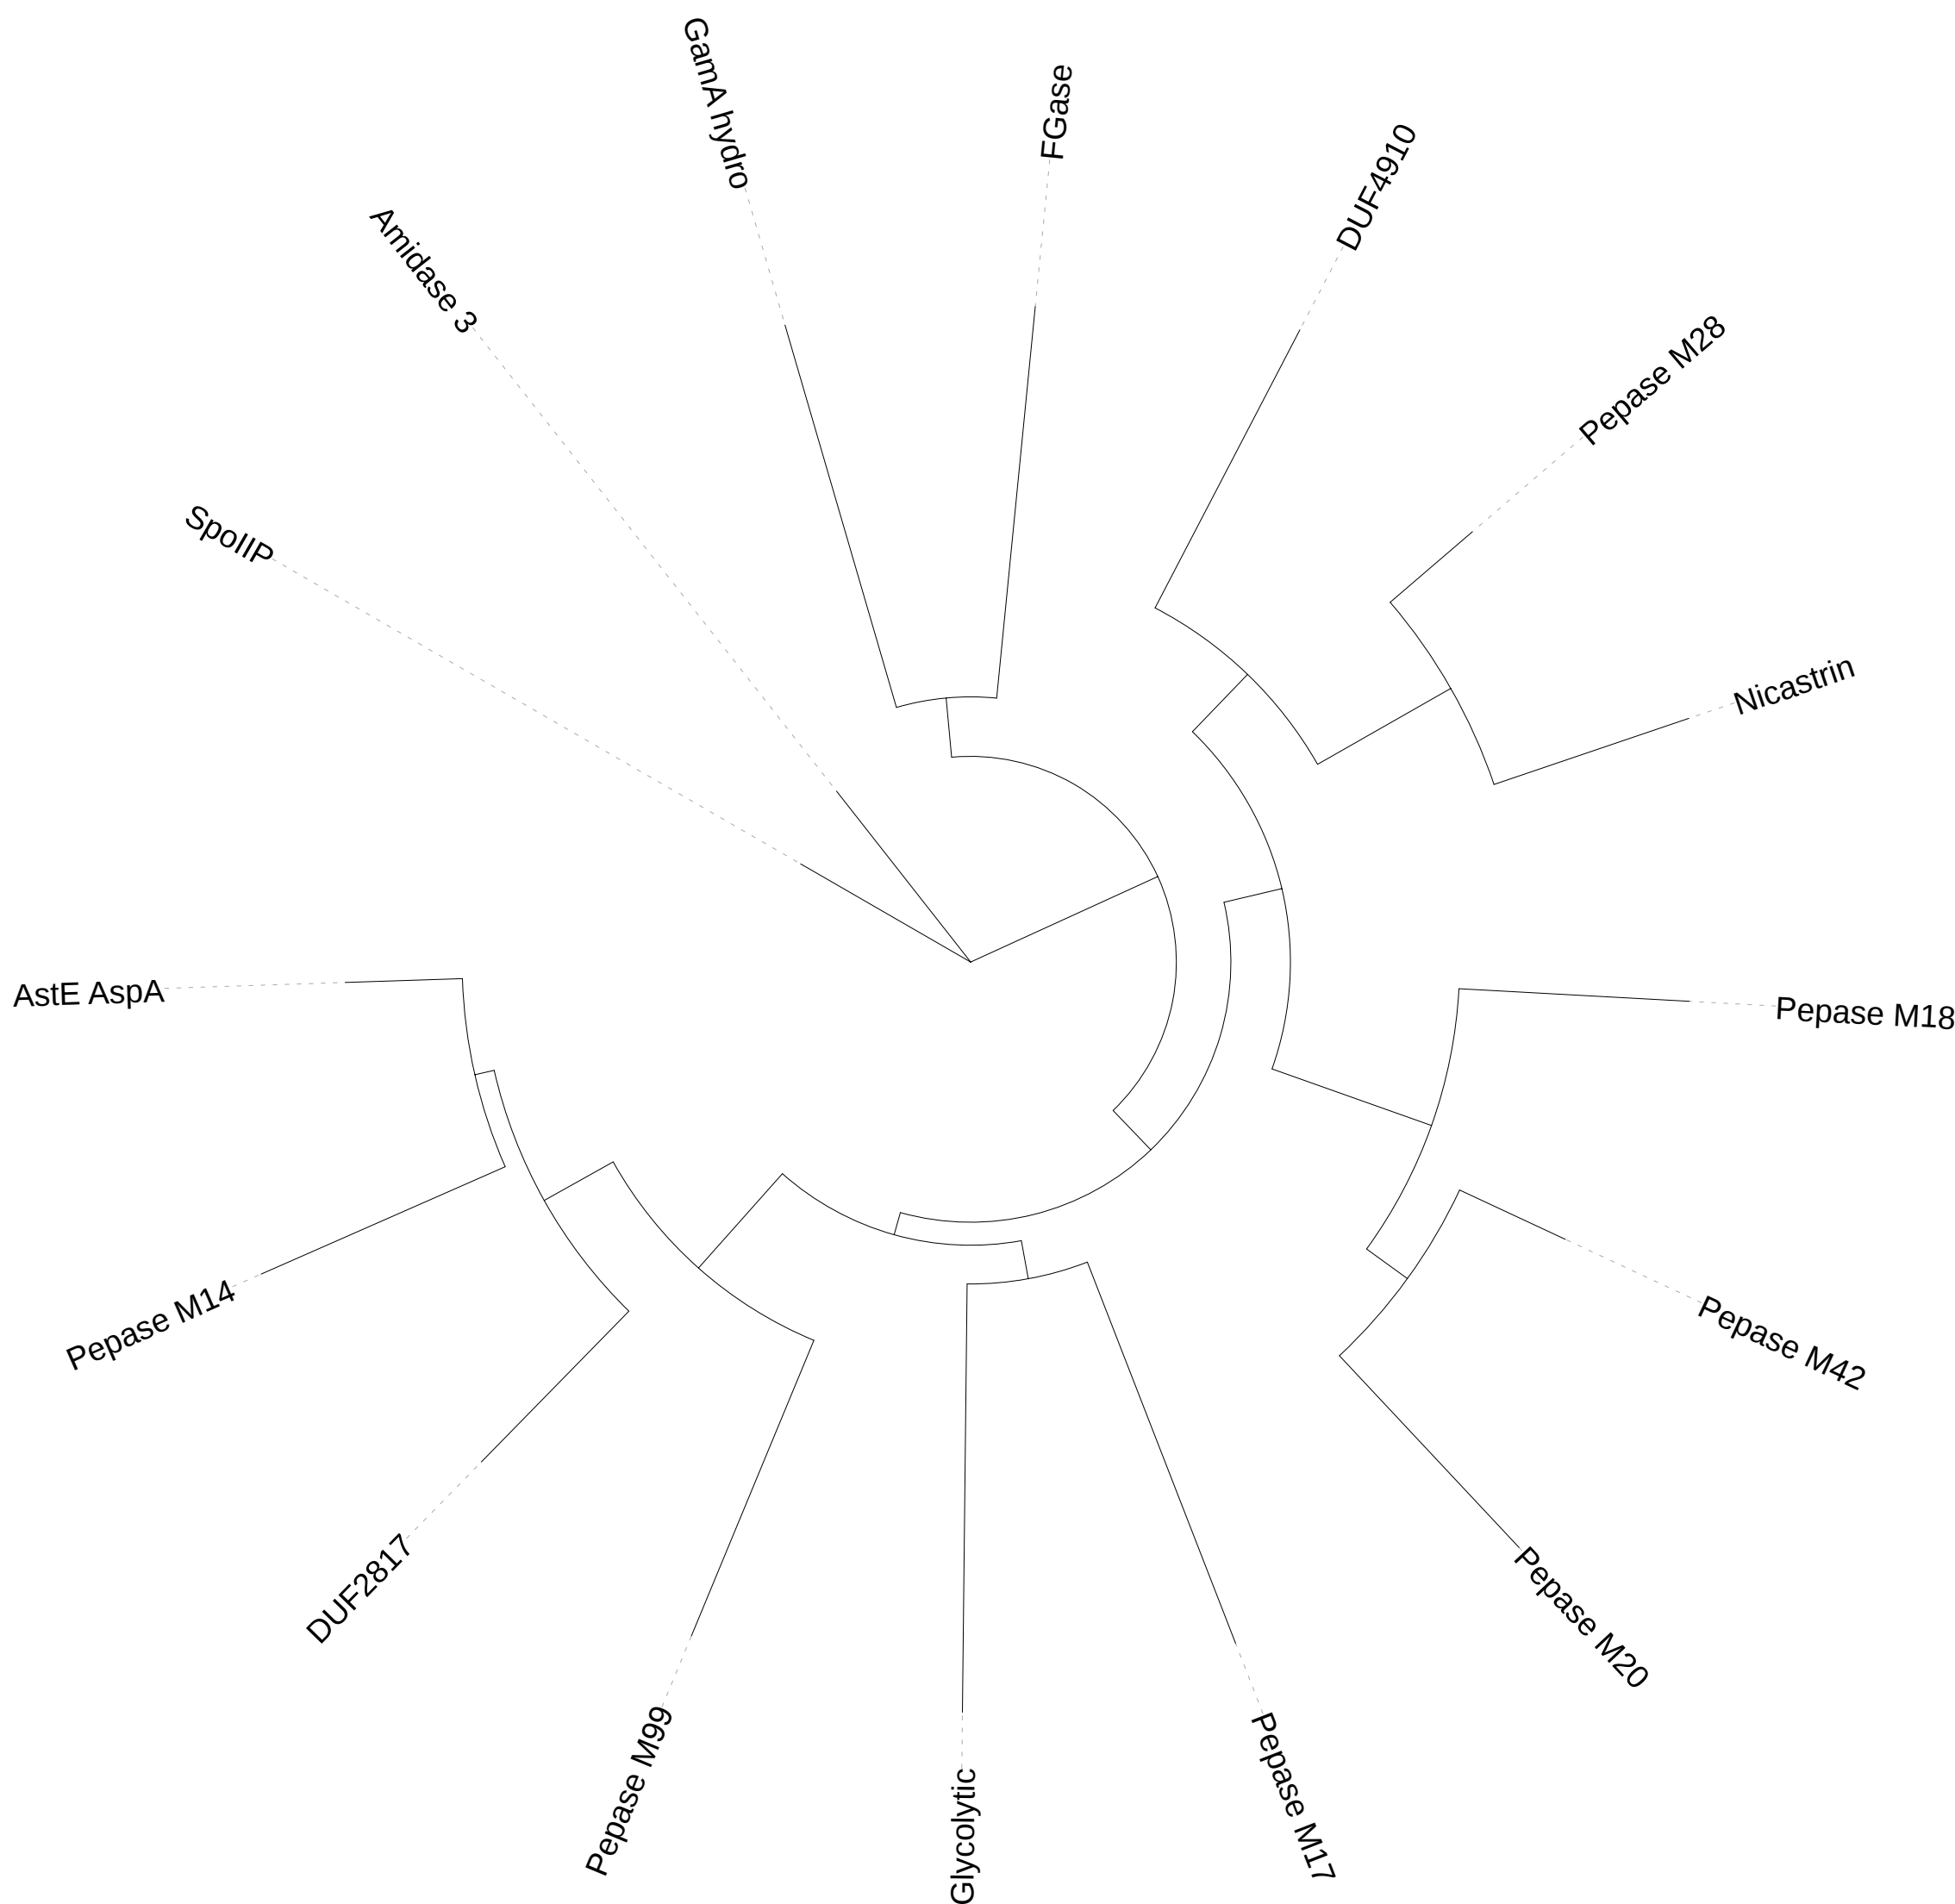 GamA hydro
FGase
DUF4910
Amidase 3
Pepase M28
SpoIIP
Nicastrin
AstE AspA
Pepase M18
Pepase M14
Pepase M42
DUF2817
Pepase M20
Pepase M99
Glycolytic
Pepase M17